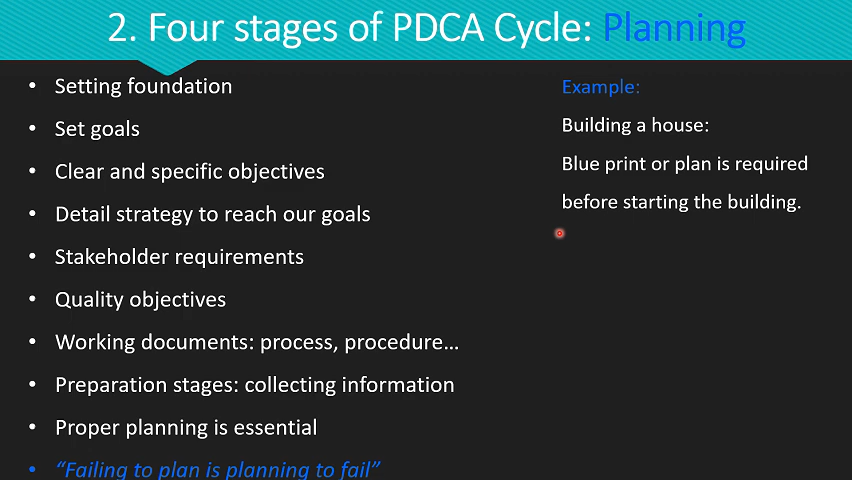 2. Four stages of PDCA Cycle: Planning
• Setting foundation
• Set goals
• Clear and specific objectives
• Detail strategy to reach our goals
• Stakeholder requirements
• Quality objectives
• Working documents: process, procedure…
• Preparation stages: collecting information
• Proper planning is essential
• “Failing to plan is planning to fail”
Example:
Building a house:
Blue print or plan is required
before starting the building.